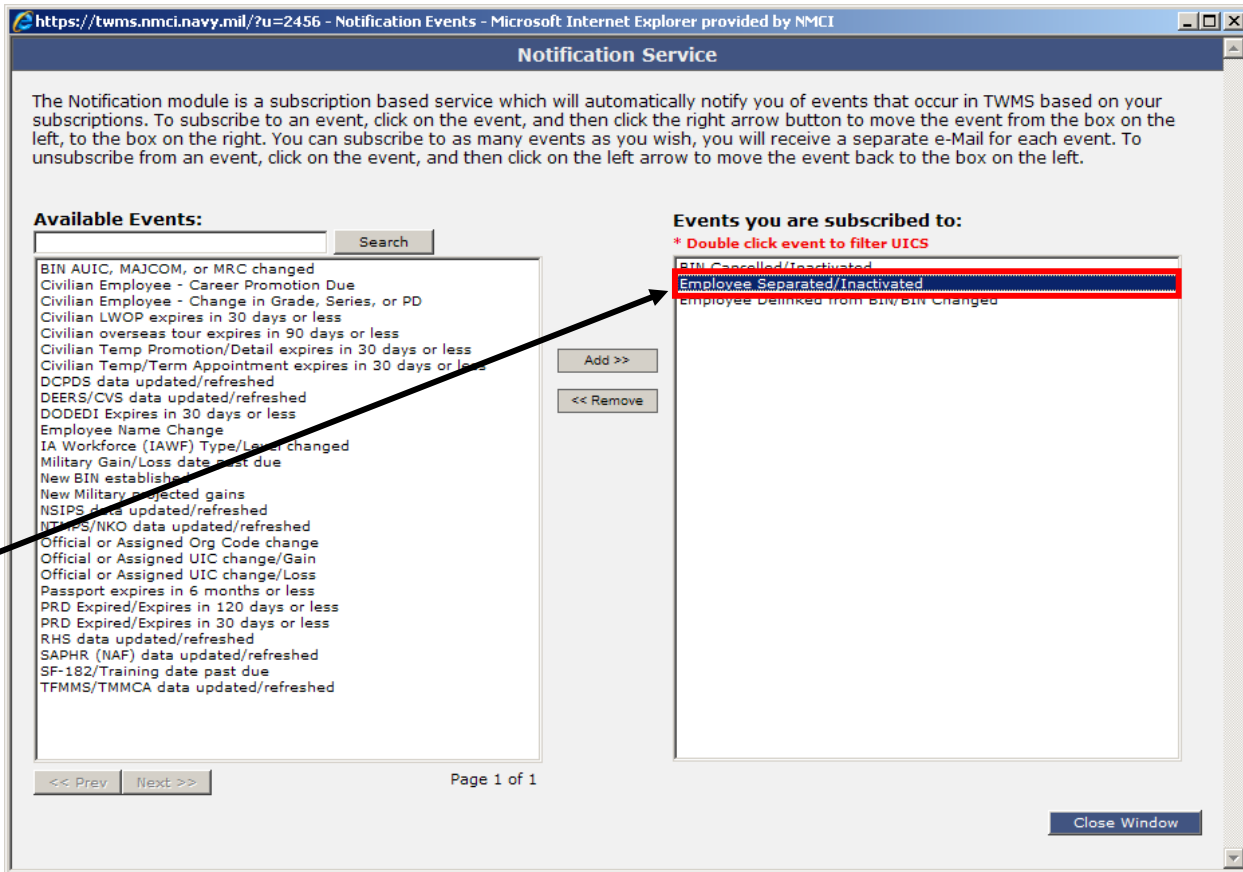 https://twms.nmci.navy.mil/?u=2456 - Notification Events - Microsoft Internet Explorer provided by NMCI
Notification Service
The Notification module is a subscription based service which will automatically notify you of events that occur in TWMS based on your
subscriptions. To subscribe to an event, click on the event, and then click the right arrow button to move the event from the box on the
left, to the box on the right. You can subscribe to as many events as you wish, you will receive a separate e-Mail for each event. To
unsubscribe from an event, click on the event, and then click on the left arrow to move the event back to the box on the left.
Available Events:
Search
BIN AUIC, MAJCOM, or MRC changed
Civilian Employee - Career Promotion Due
Civilian Employee - Change in Grade, Series, or PD
Civilian LWOP expires in 30 days or less
Civilian overseas tour expires in 90 days or less
Civilian Temp Promotion/Detail expires in 30 days or less
Civilian Temp/Term Appointment expires in 30 days or less
DCPDS data updated/refreshed
DEERS/CVS data updated/refreshed
DODEDI Expires in 30 days or less
Employee Name Change
IA Workforce (IAWF) Type/Level changed
Military Gain/Loss date past due
New BIN established
New Military projected gains
NSIPS data updated/refreshed
NTMPS/NKO data updated/refreshed
Official or Assigned Org Code change
Official or Assigned UIC change/Gain
Official or Assigned UIC change/Loss
Passport expires in 6 months or less
PRD Expired/Expires in 120 days or less
PRD Expired/Expires in 30 days or less
RHS data updated/refreshed
SAPHR (NAF) data updated/refreshed
SF-182/Training date past due
TFMMS/TMMCA data updated/refreshed
<< Prev
Next >>
Page 1 of 1
Add >>
<< Remove
Events you are subscribed to:
* Double click event to filter UICS
BIN Cancelled/Inactivated
Employee Separated/Inactivated
Employee Delinked from BIN/BIN Changed
Close Window